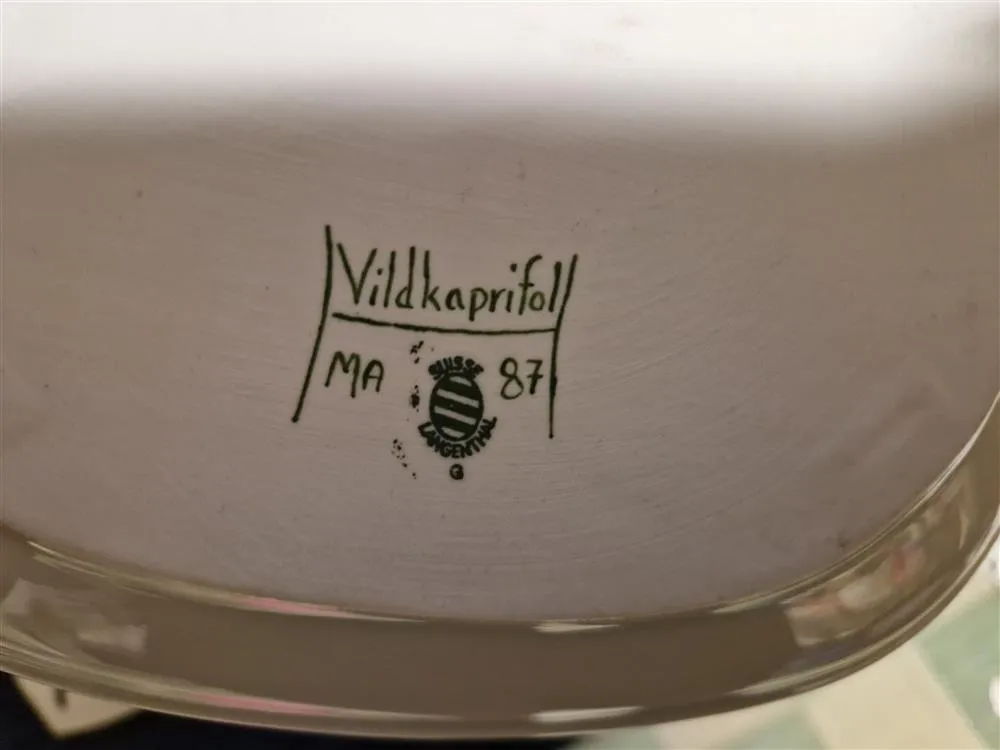 Vildkaprifol
MA 87
SUISSE
LANGENTHAL
G